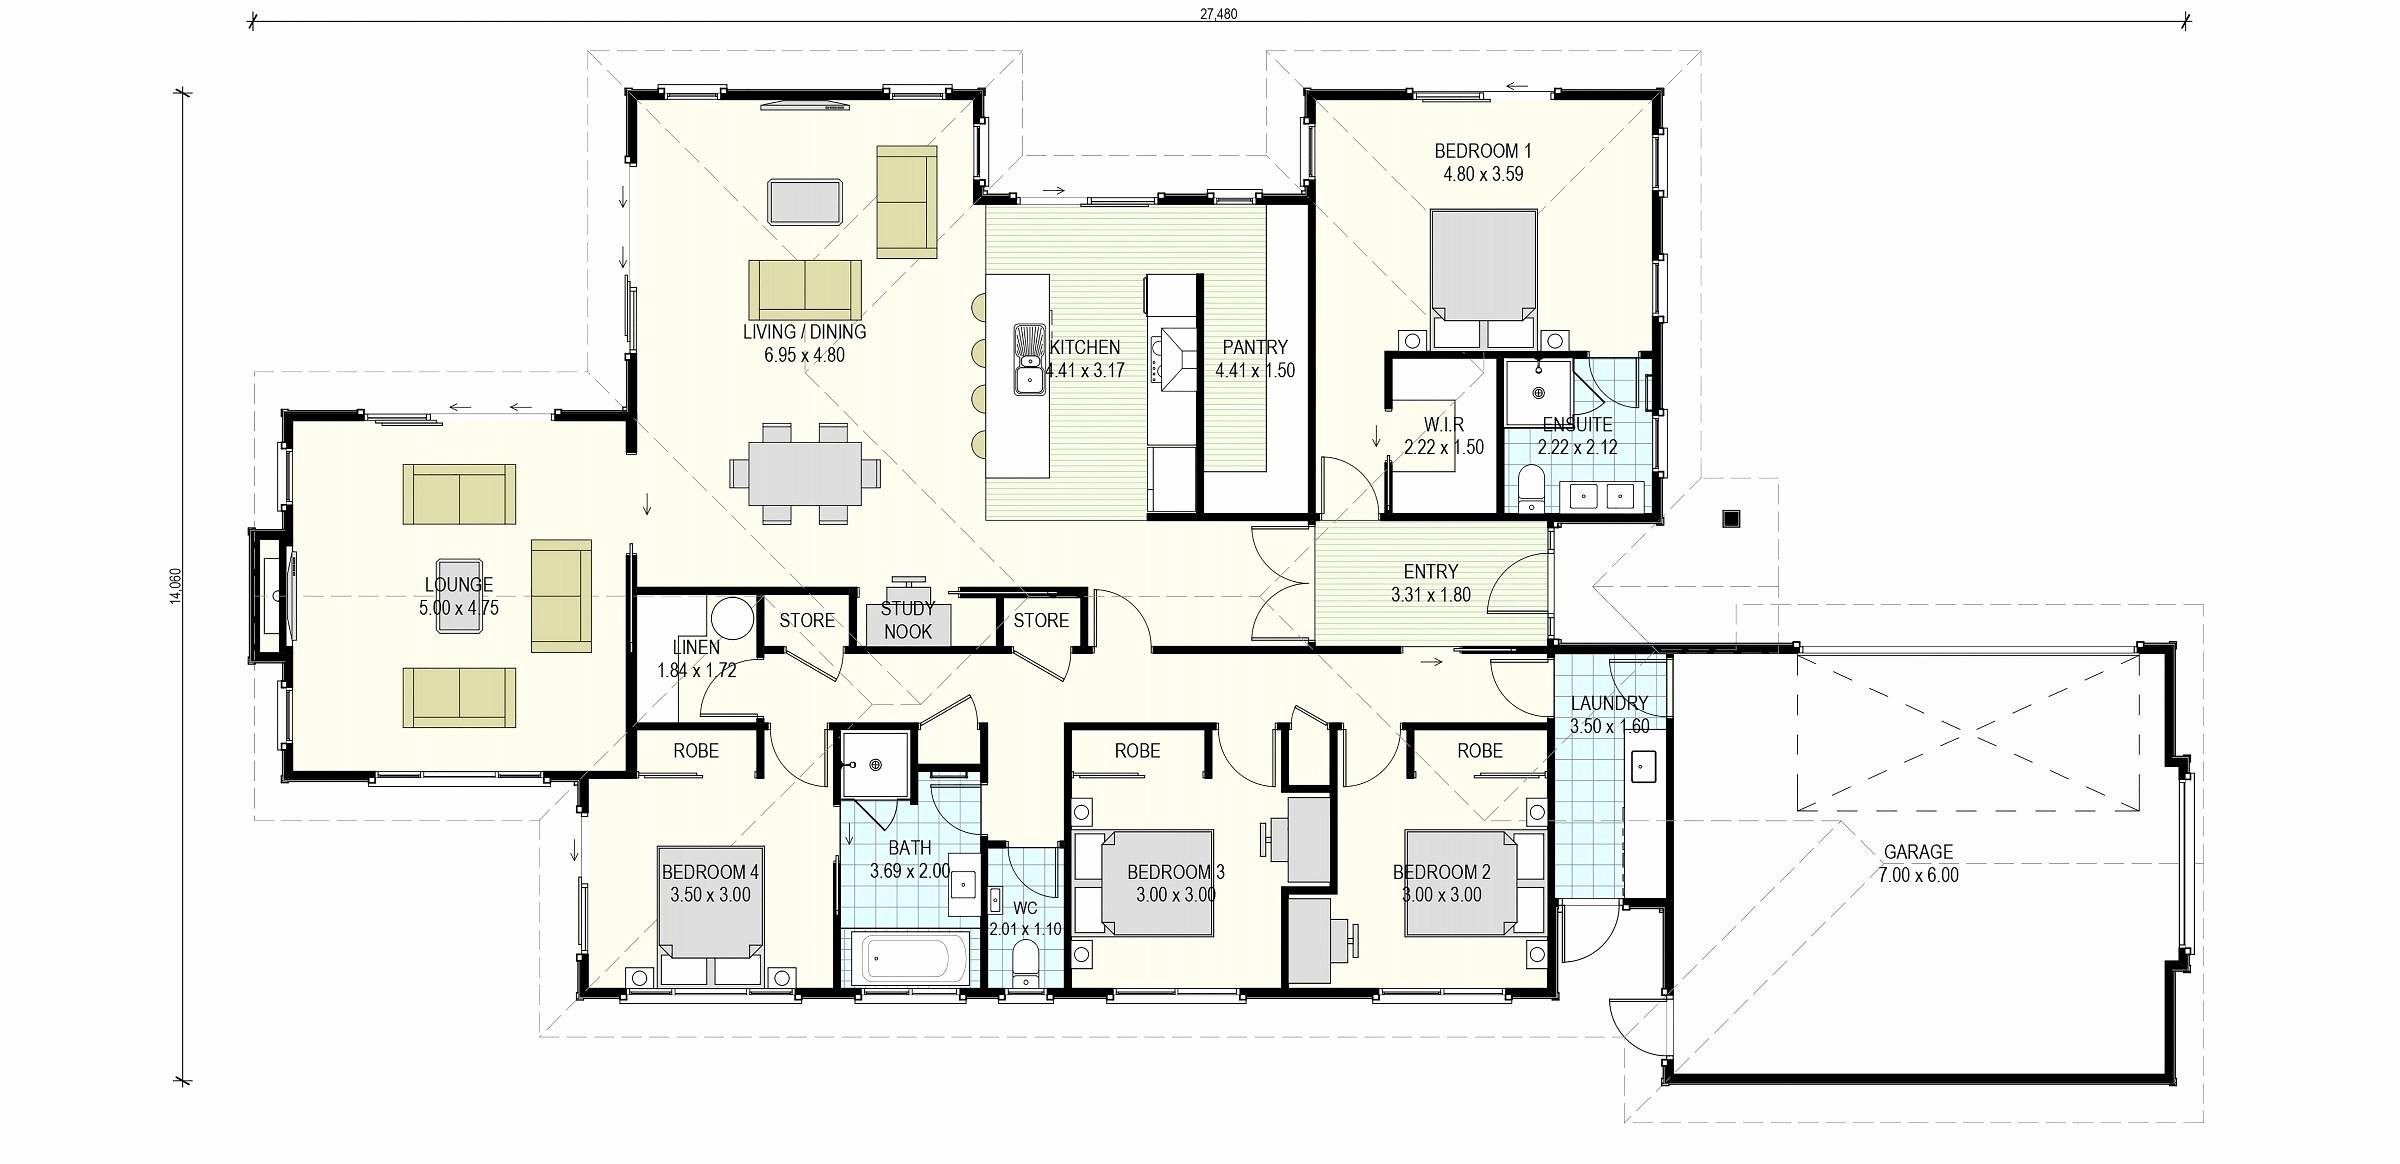 27,480
14,060
BEDROOM 1
4.80 x 3.59
LIVING / DINING
6.95 x 4.80
KITCHEN
4.41 x 3.17
PANTRY
4.41 x 1.50
W.I.R
2.22 x 1.50
ENSUITE
2.22 x 2.12
LOUNGE
5.00 x 4.75
ENTRY
3.31 x 1.80
STORE
STUDY
NOOK
STORE
LINEN
1.84 x 1.72
LAUNDRY
3.50 x 1.60
ROBE
ROBE
ROBE
BEDROOM 4
3.50 x 3.00
BATH
3.69 x 2.00
WC
2.01 x 1.10
BEDROOM 3
3.00 x 3.00
BEDROOM 2
3.00 x 3.00
GARAGE
7.00 x 6.00